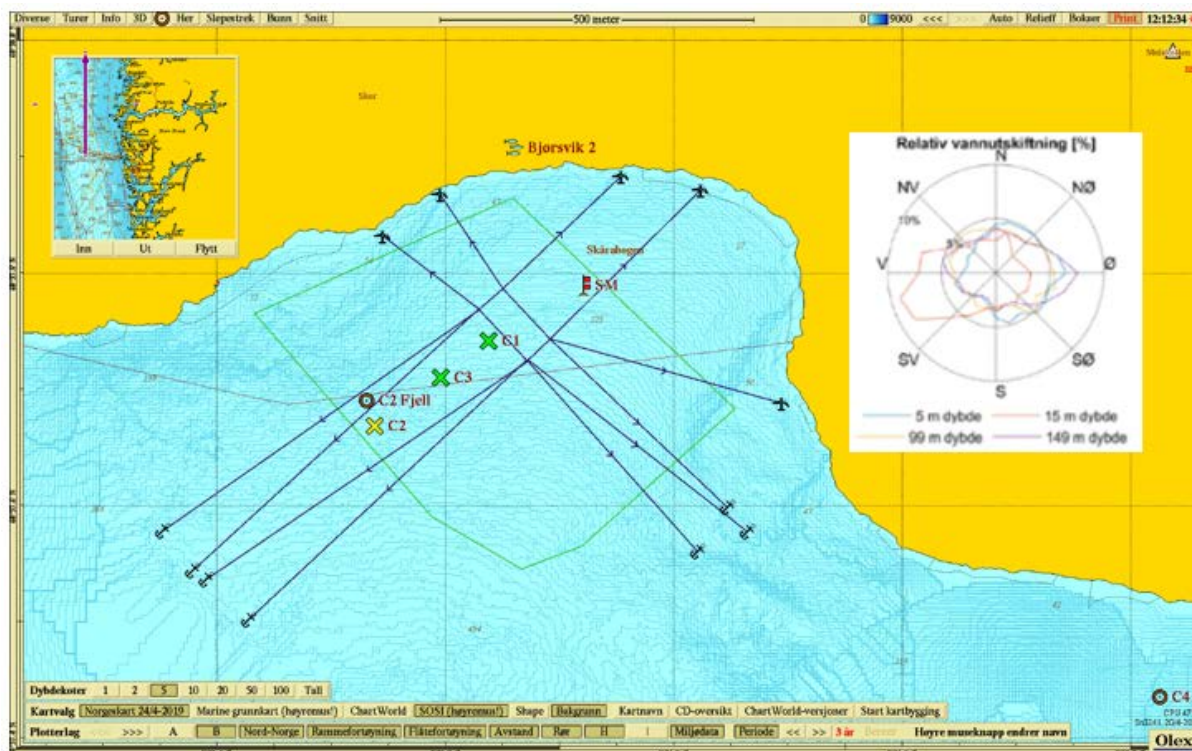 Diverse Turer Info 3D Her Slepestrek Bunn Snitt 500 meter 0 9000 <<< >>> Auto Relieff Bokser Print 12:12:34
Skor
Bjørsvik 2
Inn Ut Flytt
Skårabogen
SM
C1
C3
C2 Fjell
C2
Relativ vannutskiftning [%]
N
NV NØ
10%
5%
V Ø
SV SØ
S
5 m dybde 15 m dybde
99 m dybde 149 m dybde
C4
Dybdekoter 1 2 5 10 20 50 100 Tall
Kartvalg Norgeskart 24/4-2019 Marine grunnkart (høyromus!) ChartWorld SOSI (høyromus!) Shape Bakgrunn Kartnavn CD-oversikt ChartWorld-versjoner Start kartbygging
Plotterlag <<< >>> A B Nord-Norge Rammefortøyning Flåtefortøyning Avstand Rør H I Miljødata Periode << >> 3 år Berører Høyre museknapp endrer navn
Olex